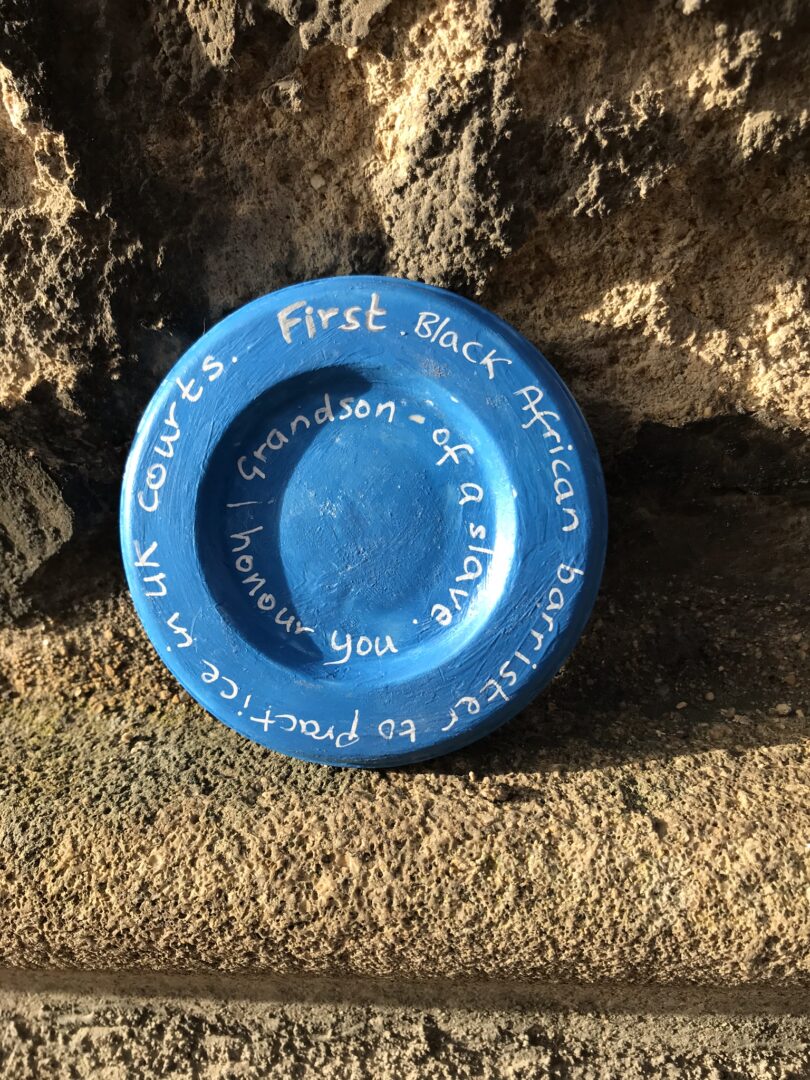 First Black African barrister to practice in UK courts.
Grandson-of a slave. you honour |